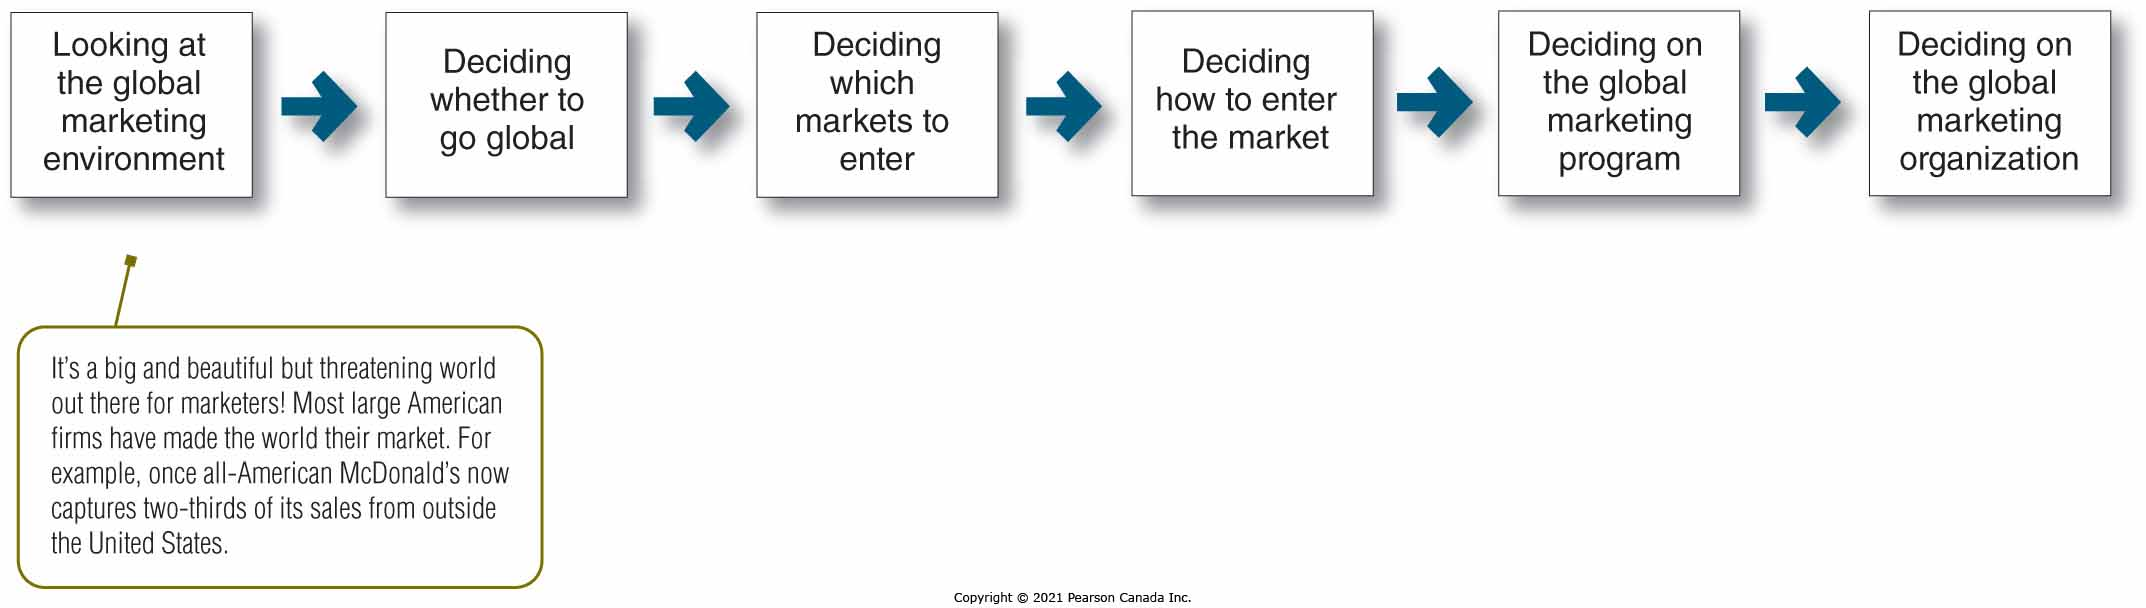 Looking at
the global
marketing
environment
Deciding
whether to
go global
Deciding
which
markets to
enter
Deciding
how to enter
the market
Deciding on
the global
marketing
program
Deciding on
the global
marketing
organization
It’s a big and beautiful but threatening world
out there for marketers! Most large American
firms have made the world their market. For
example, once all-American McDonald’s now
captures two-thirds of its sales from outside
the United States.
Copyright © 2021 Pearson Canada Inc.